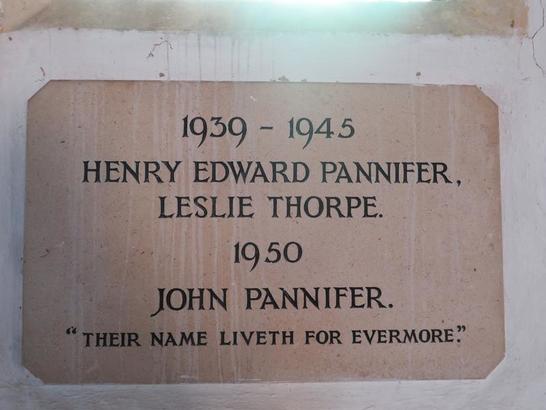 1939 - 1945
HENRY EDWARD PANNIFER,
LESLIE THORPE.
1950
JOHN PANNIFER.
"THEIR NAME LIVETH FOR EVERMORE."